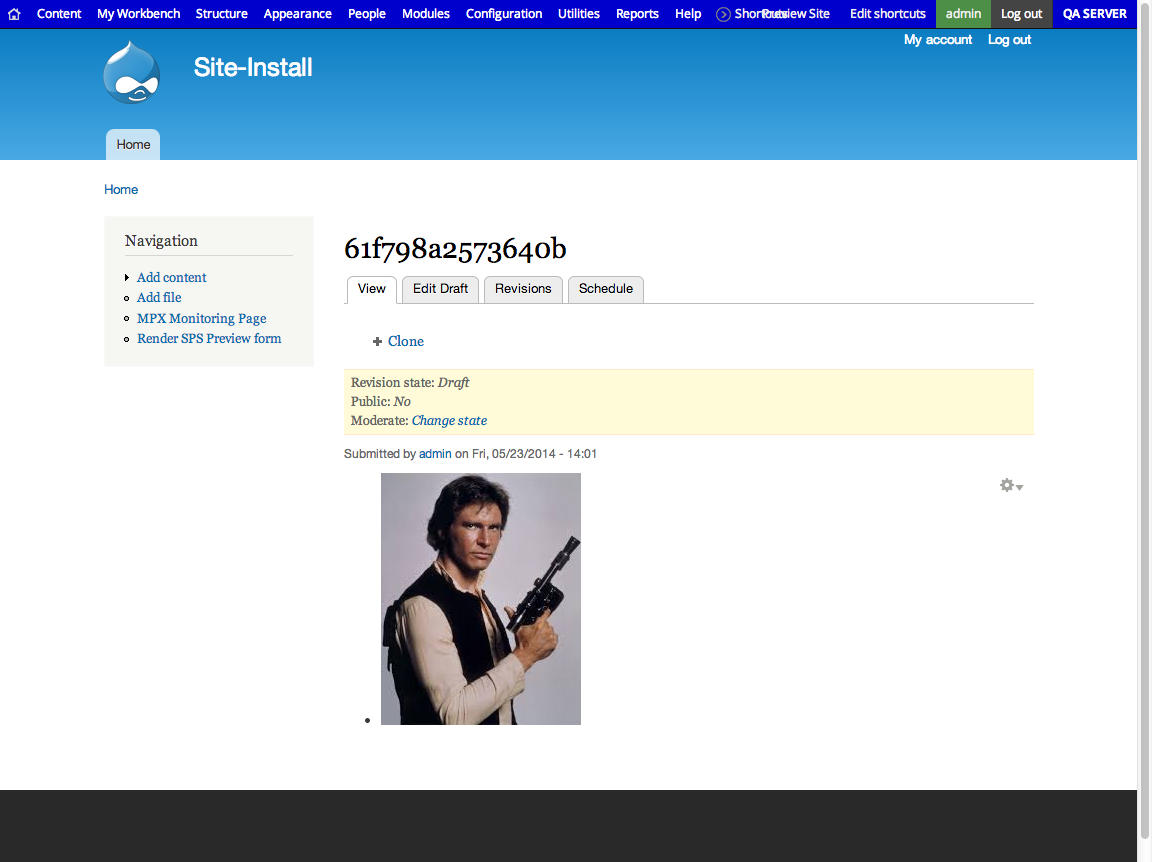 Content My Workbench Structure Appearance People Modules Configuration Utilities Reports Help Shortcuts Preview Site Edit shortcuts admin Log out QA SERVER
My account Log out
Site-Install
Home
Home
Navigation
Add content
Add file
MPX Monitoring Page
Render SPS Preview form
61f798a2573640b
View Edit Draft Revisions Schedule
Clone
Revision state: Draft
Public: No
Moderate: Change state
Submitted by admin on Fri, 05/23/2014 - 14:01